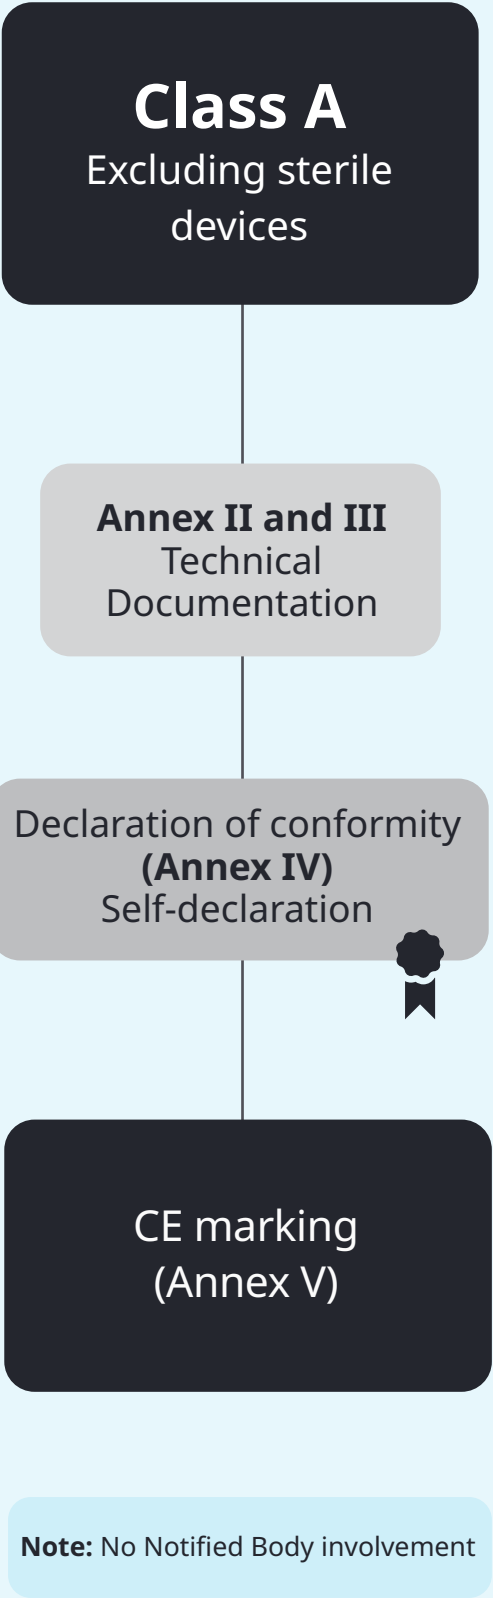 Class A
Excluding sterile
devices
Annex II and III
Technical
Documentation
Declaration of conformity
(Annex IV)
Self-declaration
CE marking
(Annex V)
Note: No Notified Body involvement